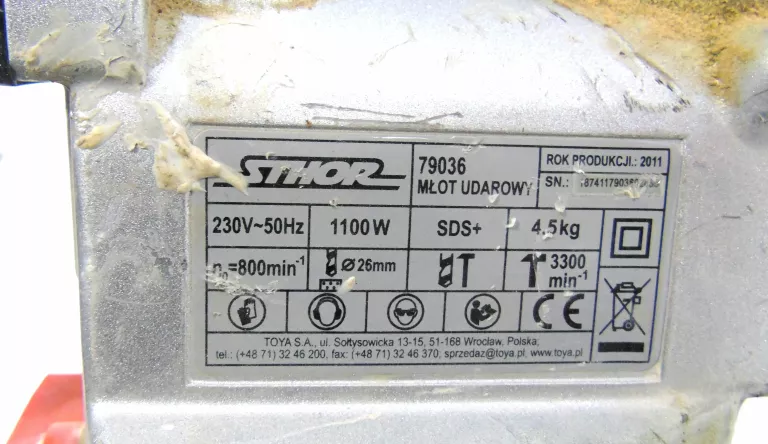 STHOR
79036
MŁOT UDAROWY
ROK PRODUKCJI.: 2011
SN.:
230V~50Hz
1100W
SDS+
4,5kg
n₀=800min⁻¹
Ø26mm
3300
min⁻¹
CE
TOYA S.A., ul. Sołtysowicka 13-15, 51-168 Wrocław, Polska;
tel.: (+48 71) 32 46 200, fax: (+48 71) 32 46 370; sprzedaz@toya.pl, www.toya.pl